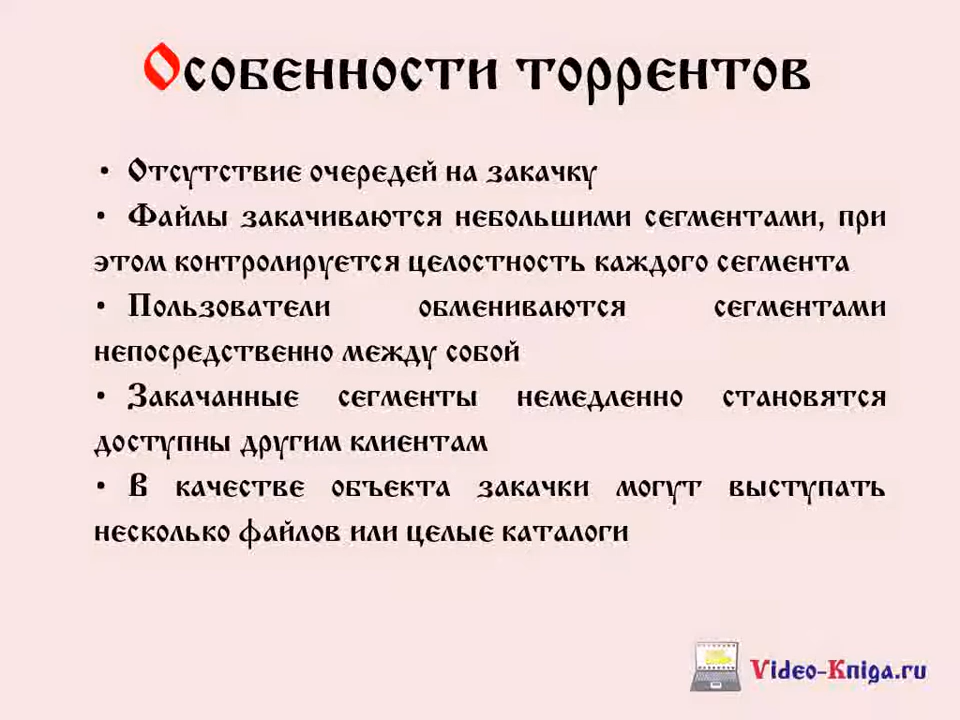 Особенности торрентов
• Отсутствие очередей на закачку
• Файлы закачиваются небольшими сегментами, при
этом контролируется целостность каждого сегмента
• Пользователи обмениваются сегментами
непосредственно между собой
• Закачанные сегменты немедленно становятся
доступны другим клиентам
• В качестве объекта закачки могут выступать
несколько файлов или целые каталоги
Video-Kniga.ru